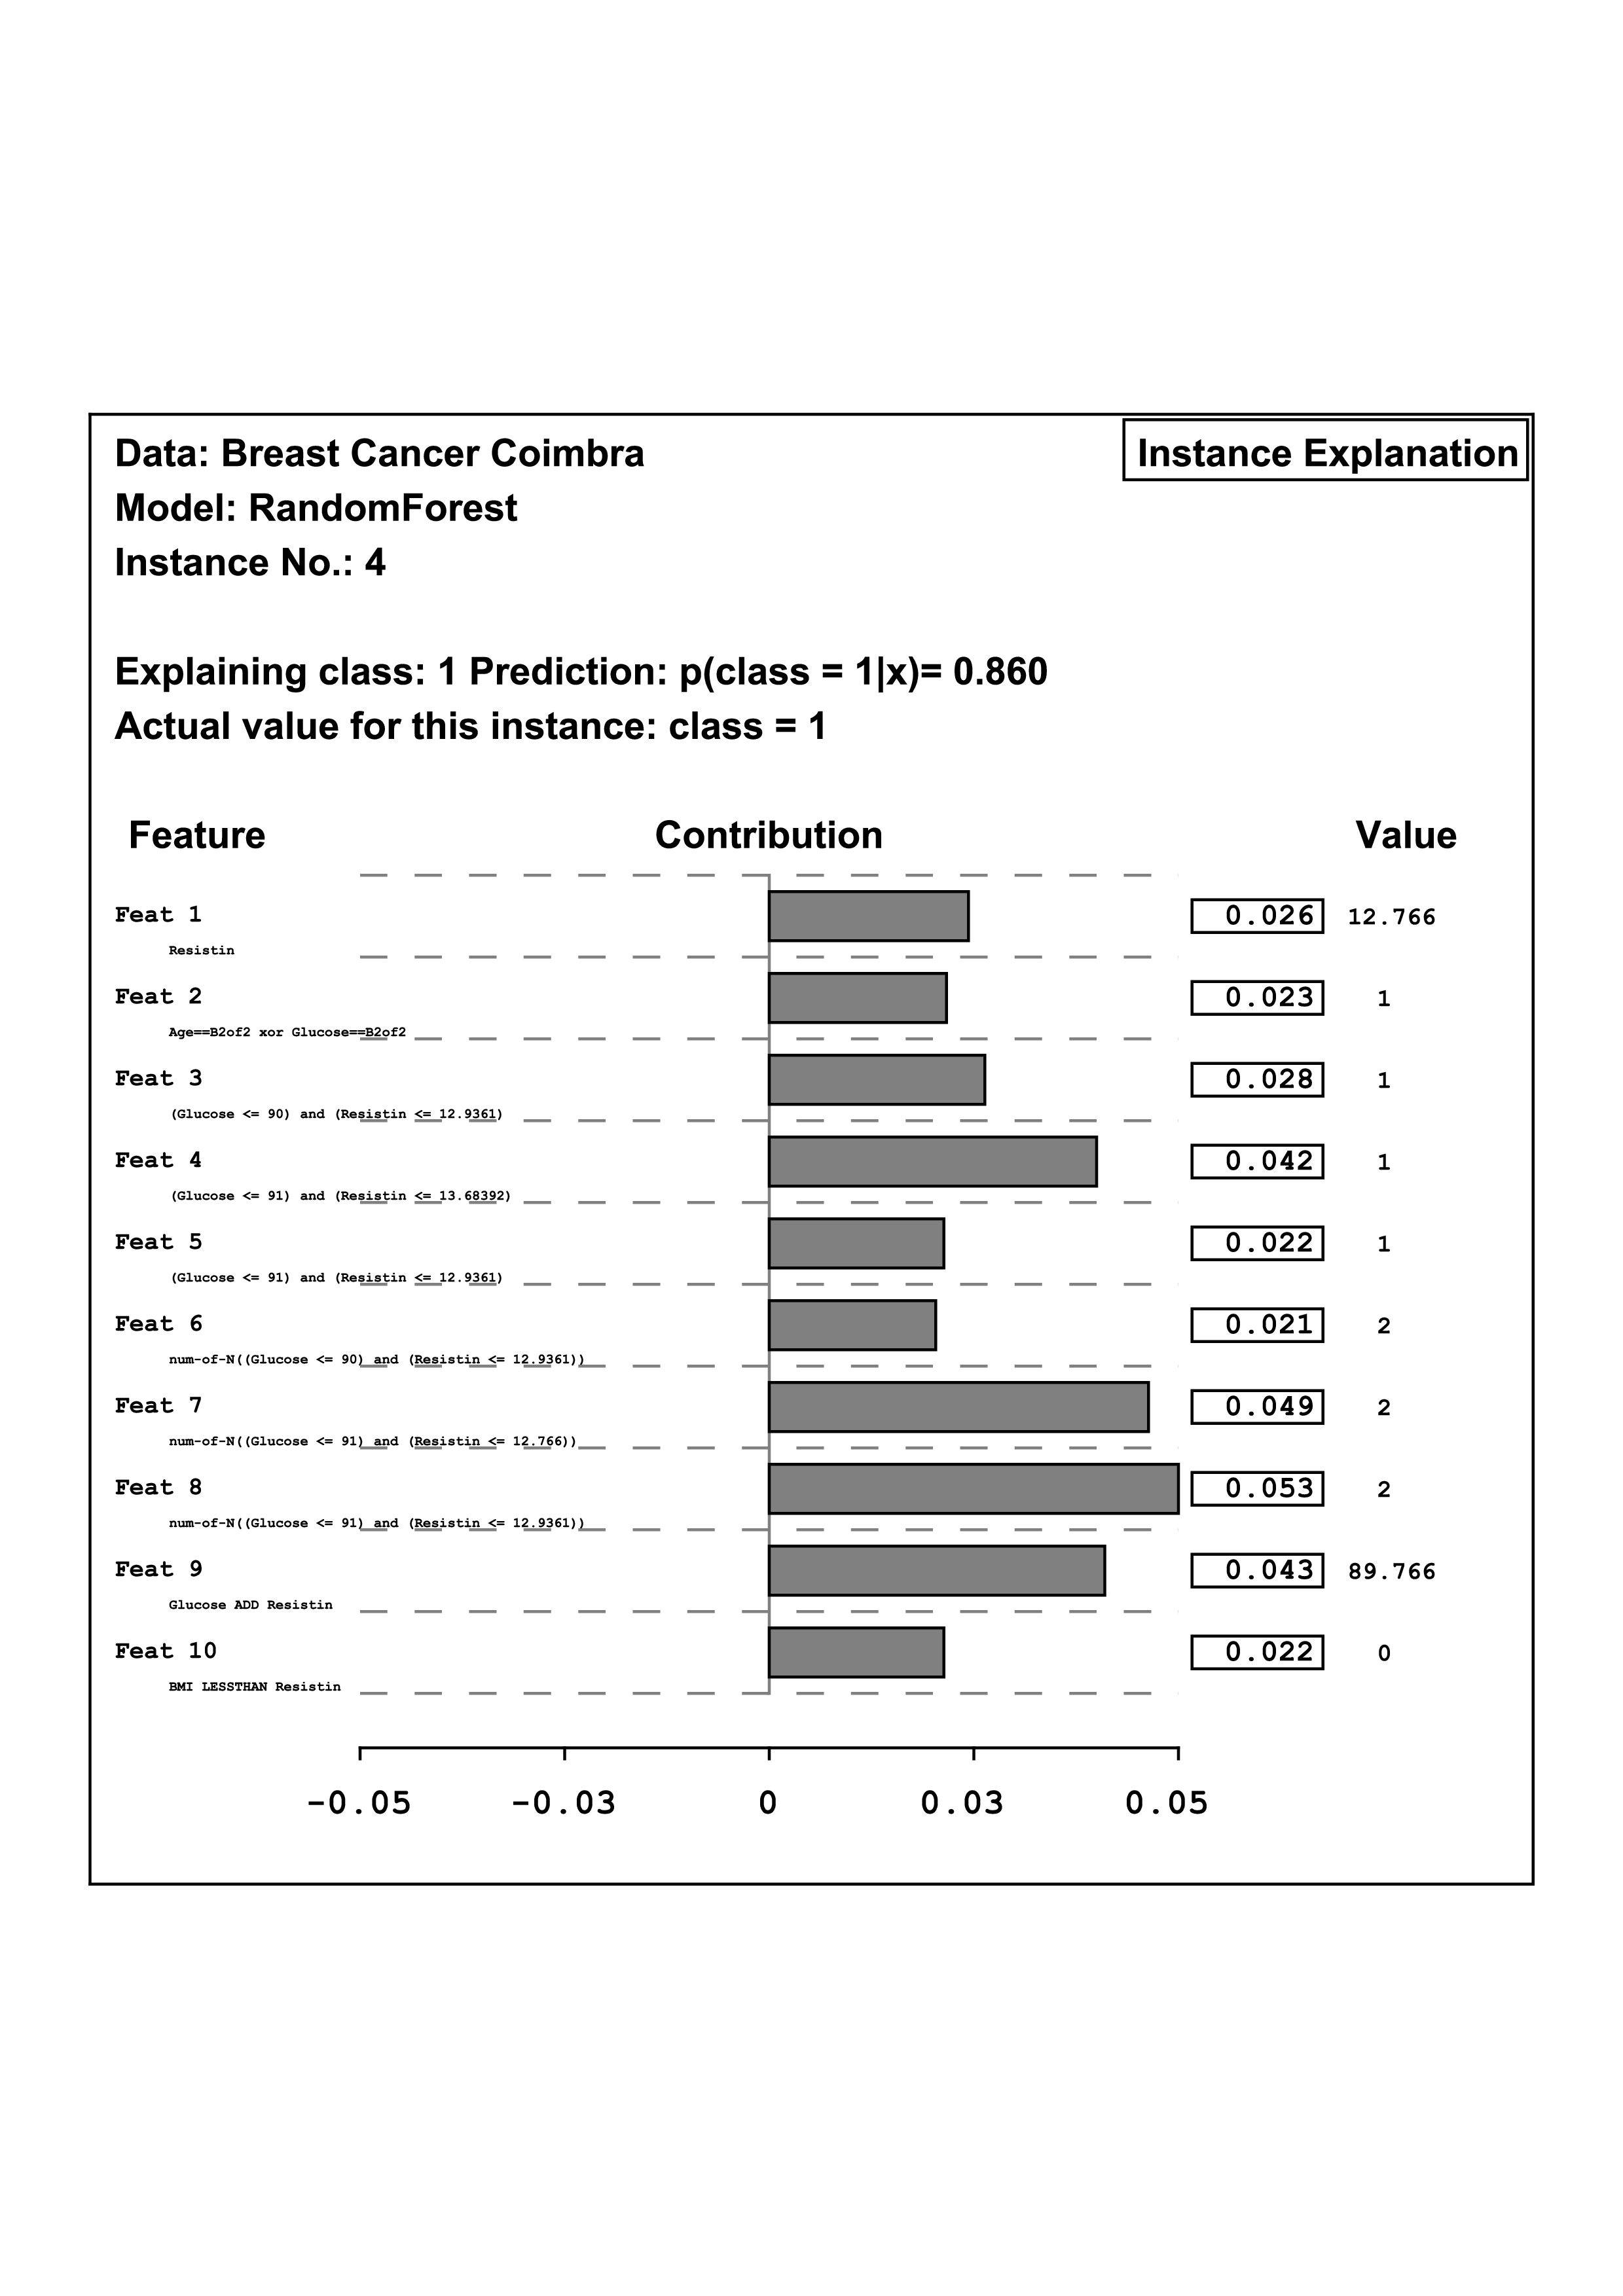 Data: Breast Cancer Coimbra
Instance Explanation
Model: RandomForest
Instance No.: 4
Explaining class: 1 Prediction: p(class = 1|x)= 0.860
Actual value for this instance: class = 1
Feature Contribution Value
Feat 1 0.026 12.766
Resistin
Feat 2 0.023 1
Age==B2of2 xor Glucose==B2of2
Feat 3 0.028 1
(Glucose <= 90) and (Resistin <= 12.9361)
Feat 4 0.042 1
(Glucose <= 91) and (Resistin <= 13.68392)
Feat 5 0.022 1
(Glucose <= 91) and (Resistin <= 12.9361)
Feat 6 0.021 2
num-of-N((Glucose <= 90) and (Resistin <= 12.9361))
Feat 7 0.049 2
num-of-N((Glucose <= 91) and (Resistin <= 12.766))
Feat 8 0.053 2
num-of-N((Glucose <= 91) and (Resistin <= 12.9361))
Feat 9 0.043 89.766
Glucose ADD Resistin
Feat 10 0.022 0
BMI LESSTHAN Resistin
-0.05 -0.03 0 0.03 0.05